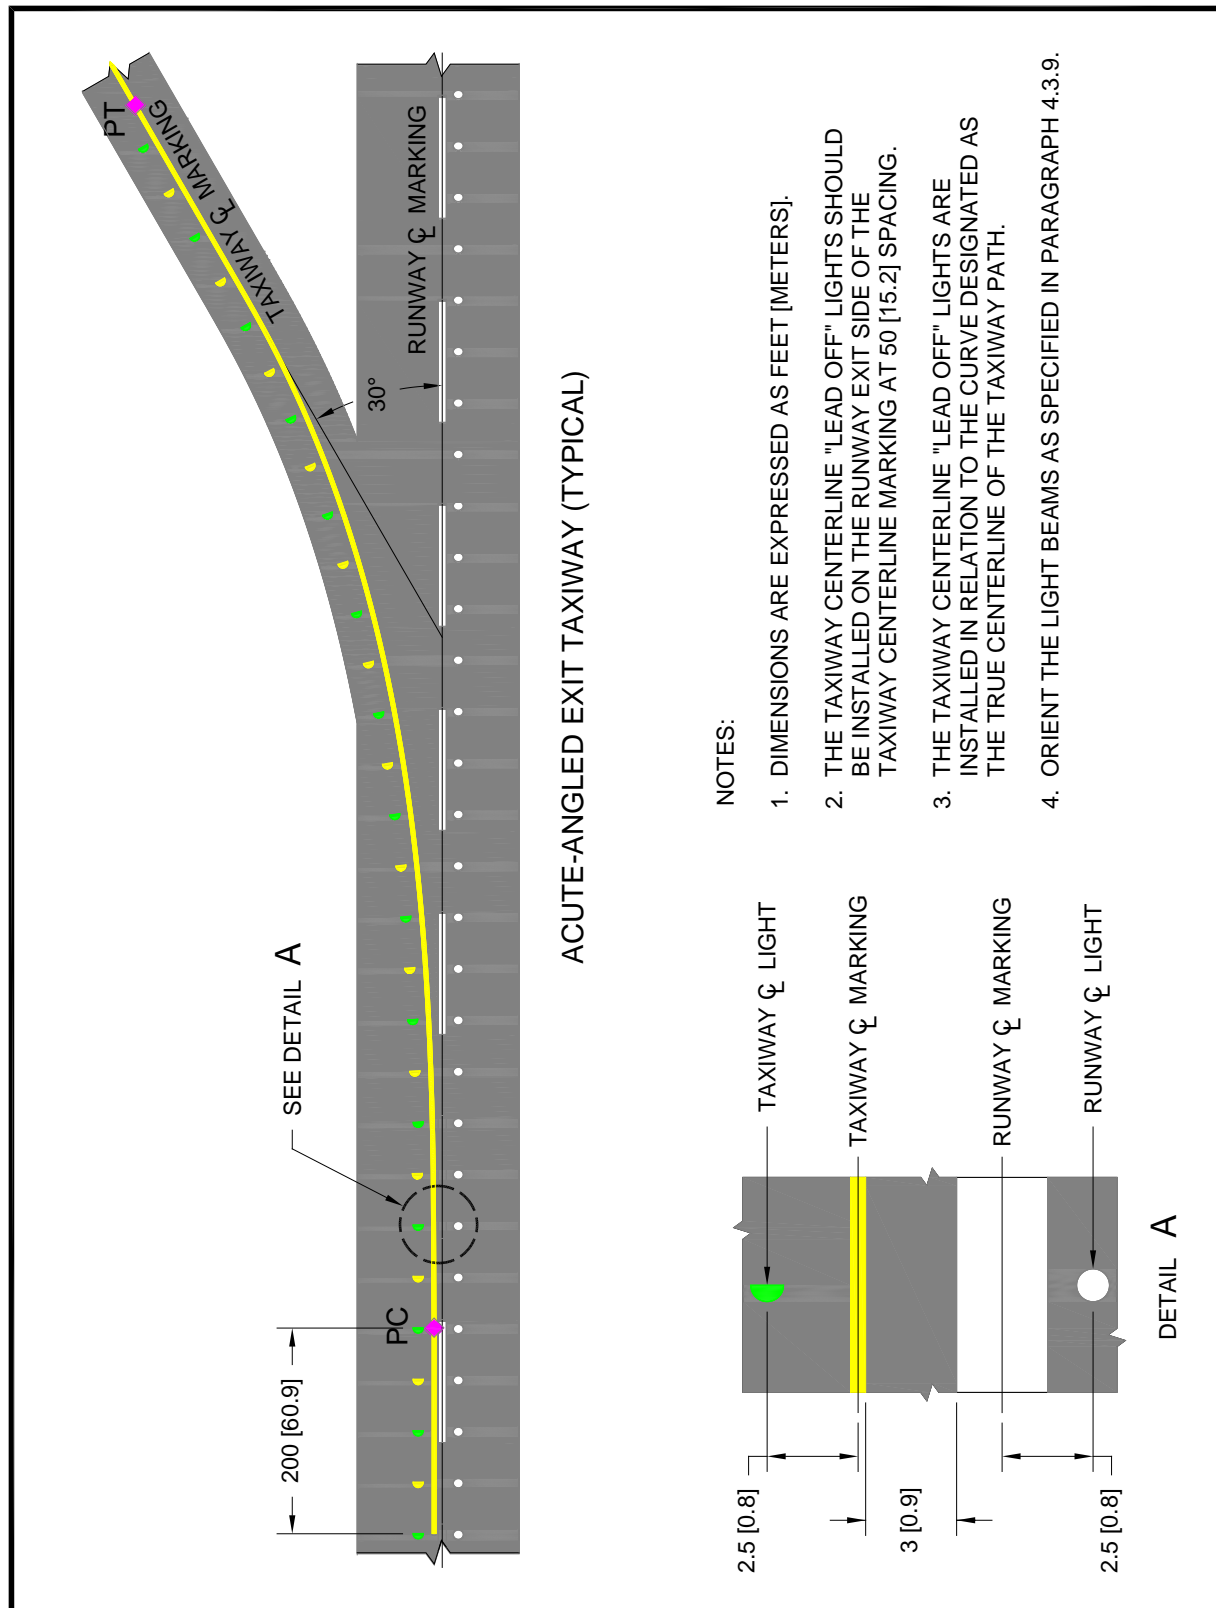 PT
TAXIWAY ℄ MARKING
RUNWAY ℄ MARKING
30°
SEE DETAIL A
PC
200 [60.9]
ACUTE-ANGLED EXIT TAXIWAY (TYPICAL)
NOTES:
1. DIMENSIONS ARE EXPRESSED AS FEET [METERS].
2. THE TAXIWAY CENTERLINE "LEAD OFF" LIGHTS SHOULD
BE INSTALLED ON THE RUNWAY EXIT SIDE OF THE
TAXIWAY CENTERLINE MARKING AT 50 [15.2] SPACING.
3. THE TAXIWAY CENTERLINE "LEAD OFF" LIGHTS ARE
INSTALLED IN RELATION TO THE CURVE DESIGNATED AS
THE TRUE CENTERLINE OF THE TAXIWAY PATH.
4. ORIENT THE LIGHT BEAMS AS SPECIFIED IN PARAGRAPH 4.3.9.
TAXIWAY ℄ LIGHT
TAXIWAY ℄ MARKING
RUNWAY ℄ MARKING
RUNWAY ℄ LIGHT
2.5 [0.8]
3 [0.9]
2.5 [0.8]
DETAIL A